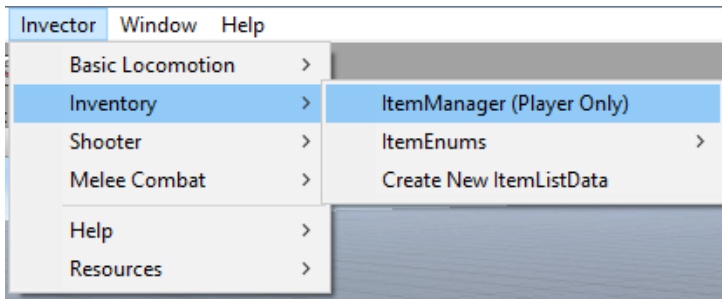 Invector Window Help
Basic Locomotion >
Inventory > ItemManager (Player Only)
Shooter > ItemEnums >
Melee Combat > Create New ItemListData
Help >
Resources >